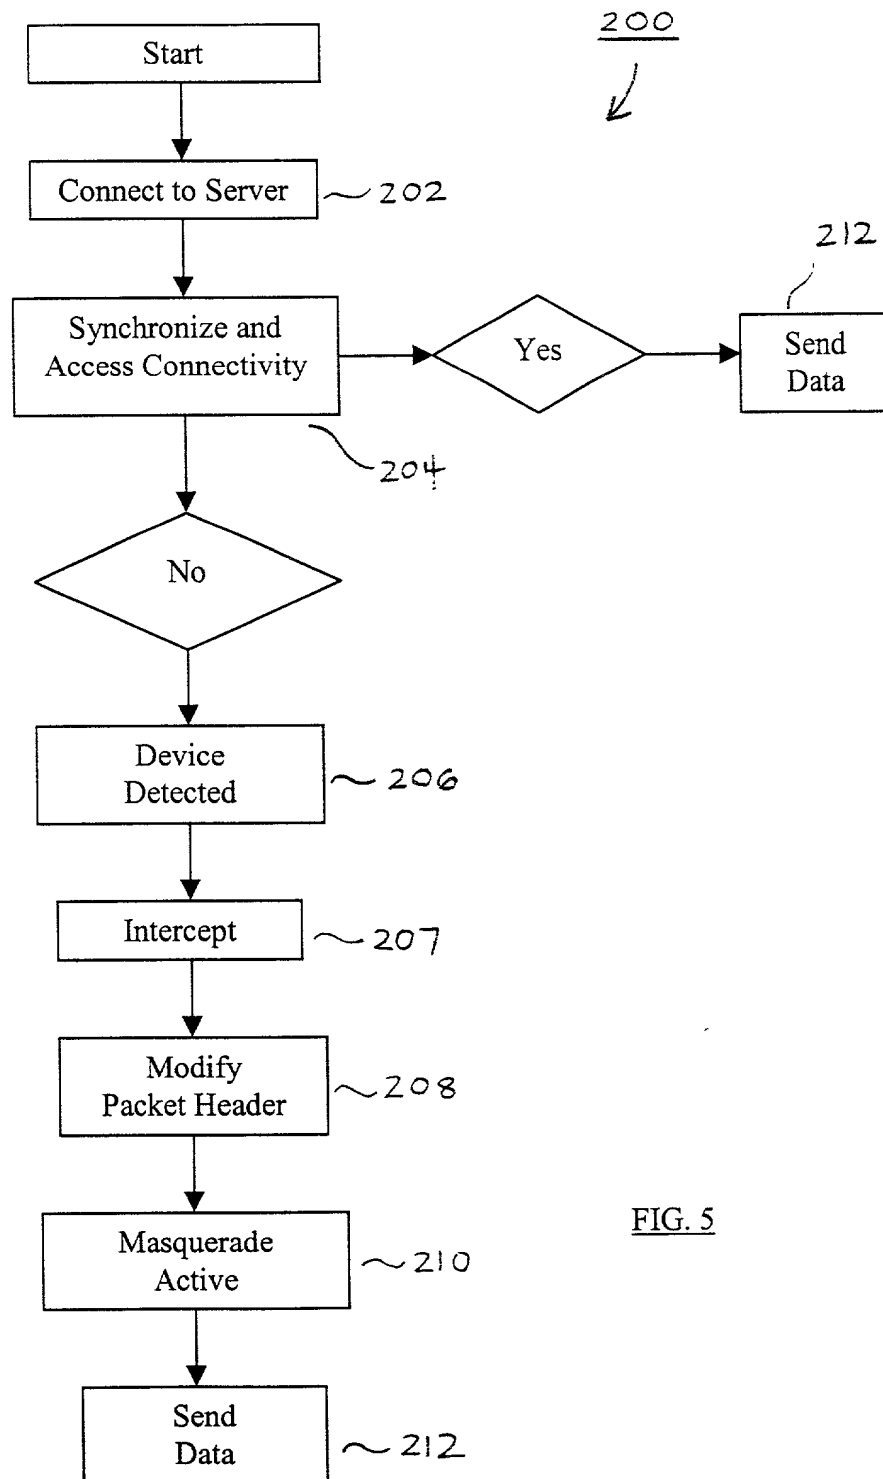 200
Start
Connect to Server
202
212
Synchronize and
Access Connectivity
Yes
Send
Data
204
No
Device
Detected
206
Intercept
207
Modify
Packet Header
208
FIG. 5
Masquerade
Active
210
Send
Data
212